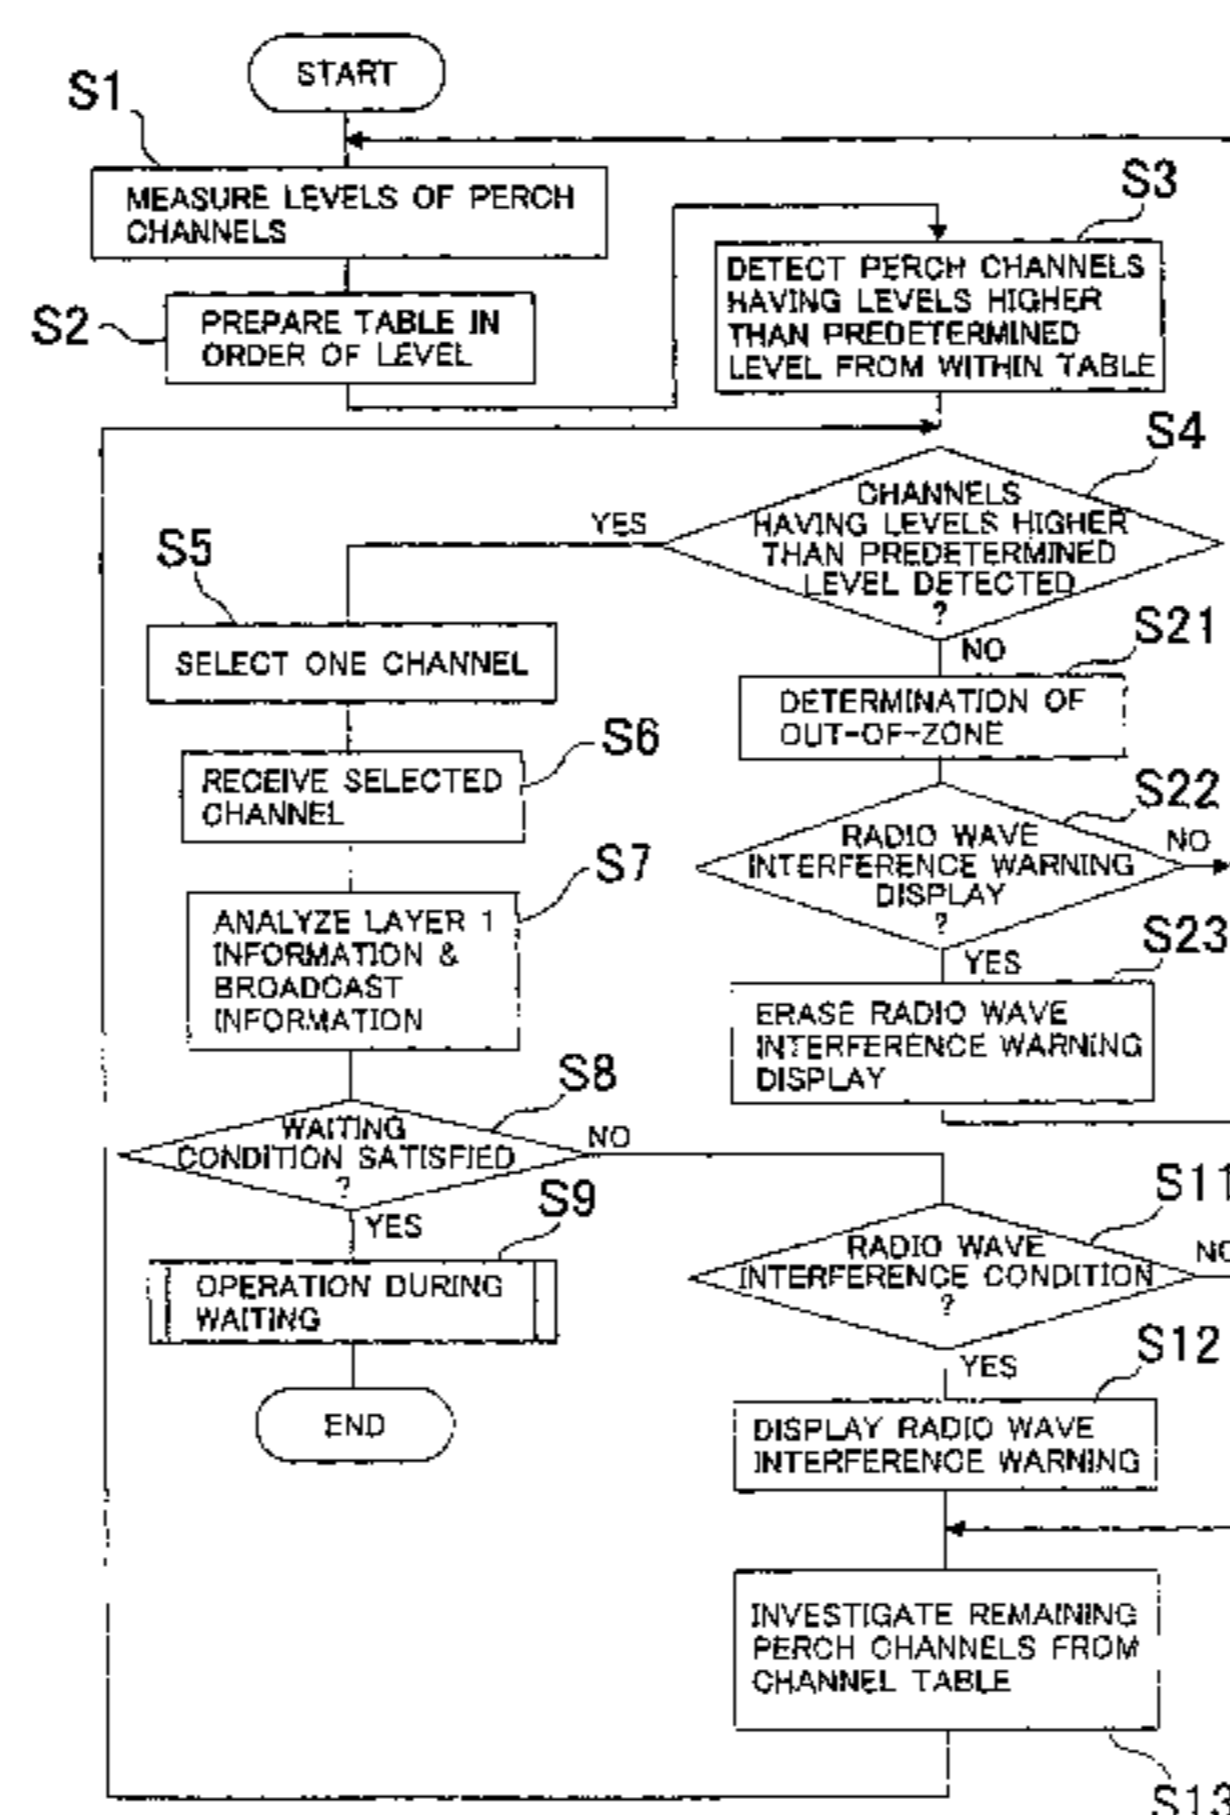 START
S1
MEASURE LEVELS OF PERCH
CHANNELS
S2
PREPARE TABLE IN
ORDER OF LEVEL
S3
DETECT PERCH CHANNELS
HAVING LEVELS HIGHER
THAN PREDETERMINED
LEVEL FROM WITHIN TABLE
S4
CHANNELS
HAVING LEVELS HIGHER
THAN PREDETERMINED
LEVEL DETECTED
?
YES
NO
S5
SELECT ONE CHANNEL
S6
RECEIVE SELECTED
CHANNEL
S7
ANALYZE LAYER 1
INFORMATION &
BROADCAST
INFORMATION
S8
WAITING
CONDITION SATISFIED
?
NO
YES
S9
OPERATION DURING
WAITING
END
S21
DETERMINATION OF
OUT-OF-ZONE
S22
RADIO WAVE
INTERFERENCE WARNING
DISPLAY
?
NO
YES
S23
ERASE RADIO WAVE
INTERFERENCE WARNING
DISPLAY
S11
RADIO WAVE
INTERFERENCE CONDITION
?
NO
YES
S12
DISPLAY RADIO WAVE
INTERFERENCE WARNING
INVESTIGATE REMAINING
PERCH CHANNELS FROM
CHANNEL TABLE
S13